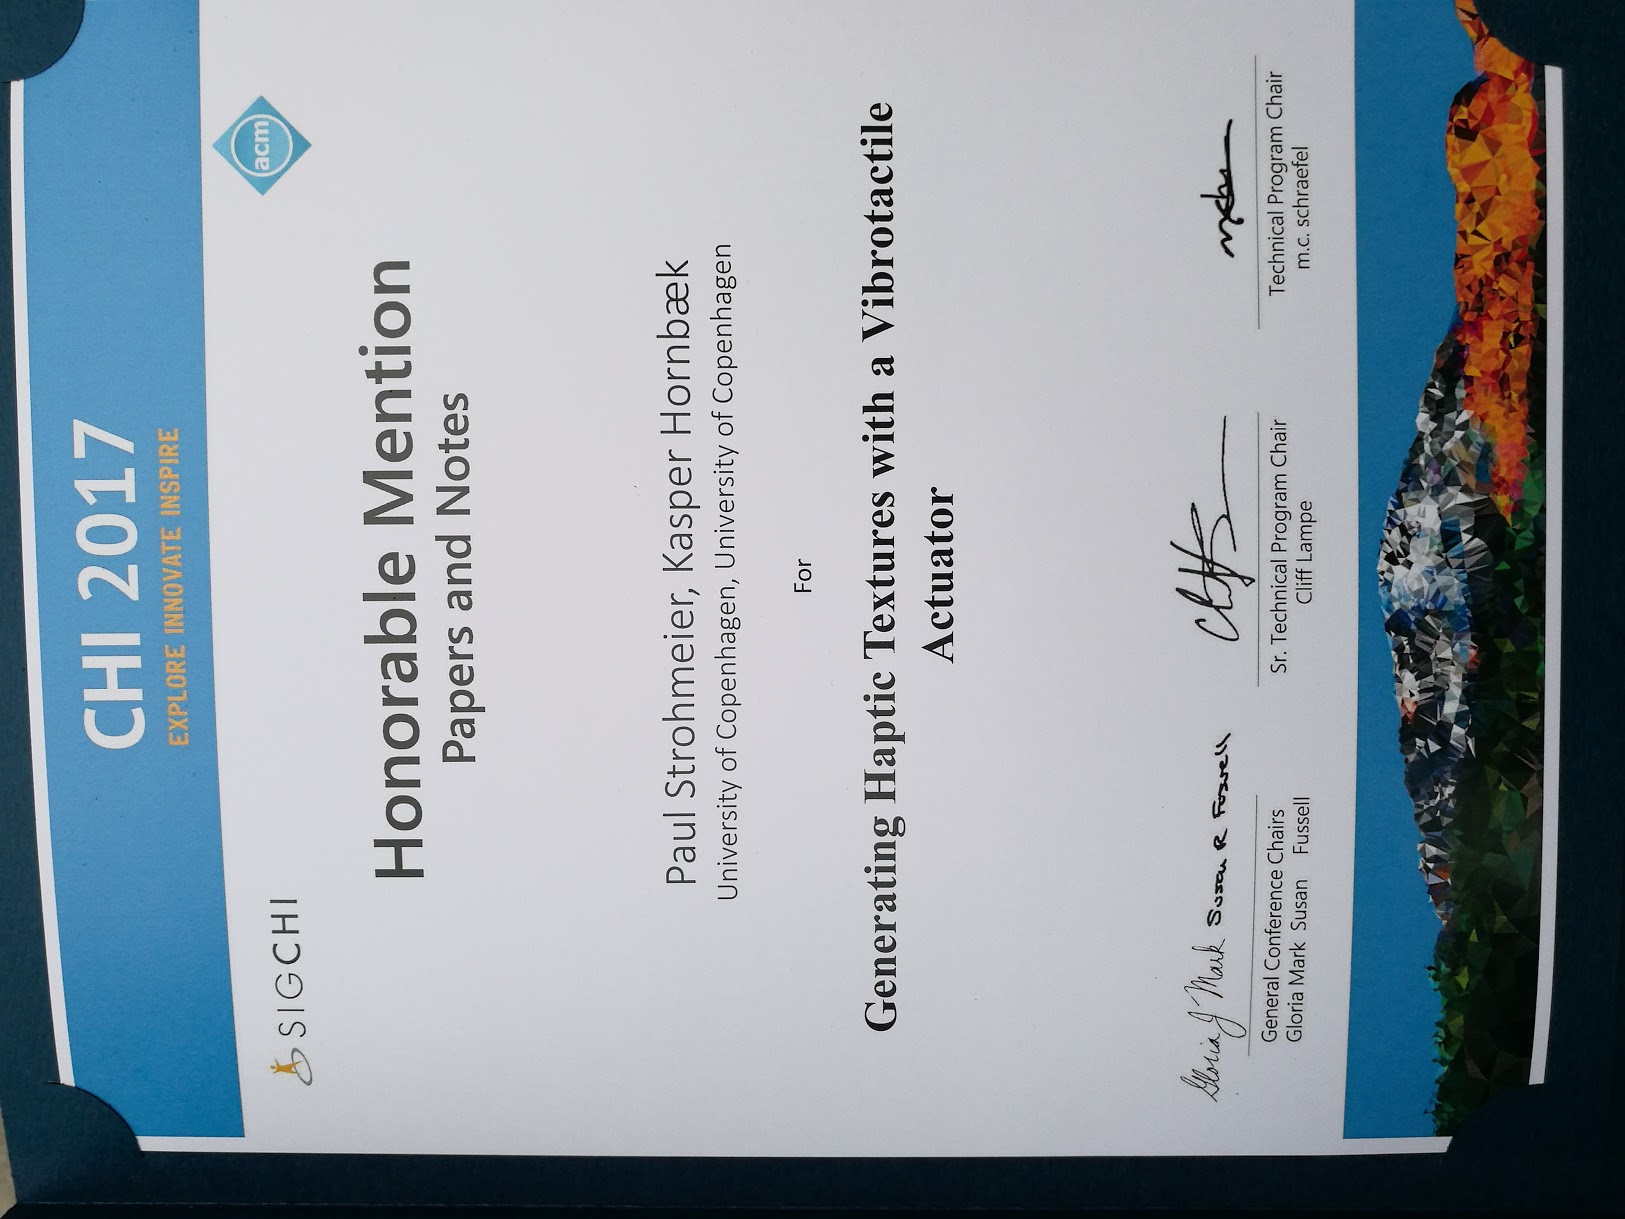 CHI 2017
EXPLORE INNOVATE INSPIRE
SIGCHI
acm
Honorable Mention
Papers and Notes
Paul Strohmeier, Kasper Hornbæk
University of Copenhagen, University of Copenhagen
For
Generating Haptic Textures with a Vibrotactile
Actuator
Gloria J Mark Susan R Fussell
General Conference Chairs
Gloria Mark Susan Fussell
Sr. Technical Program Chair
Cliff Lampe
Technical Program Chair
m.c. schraefel